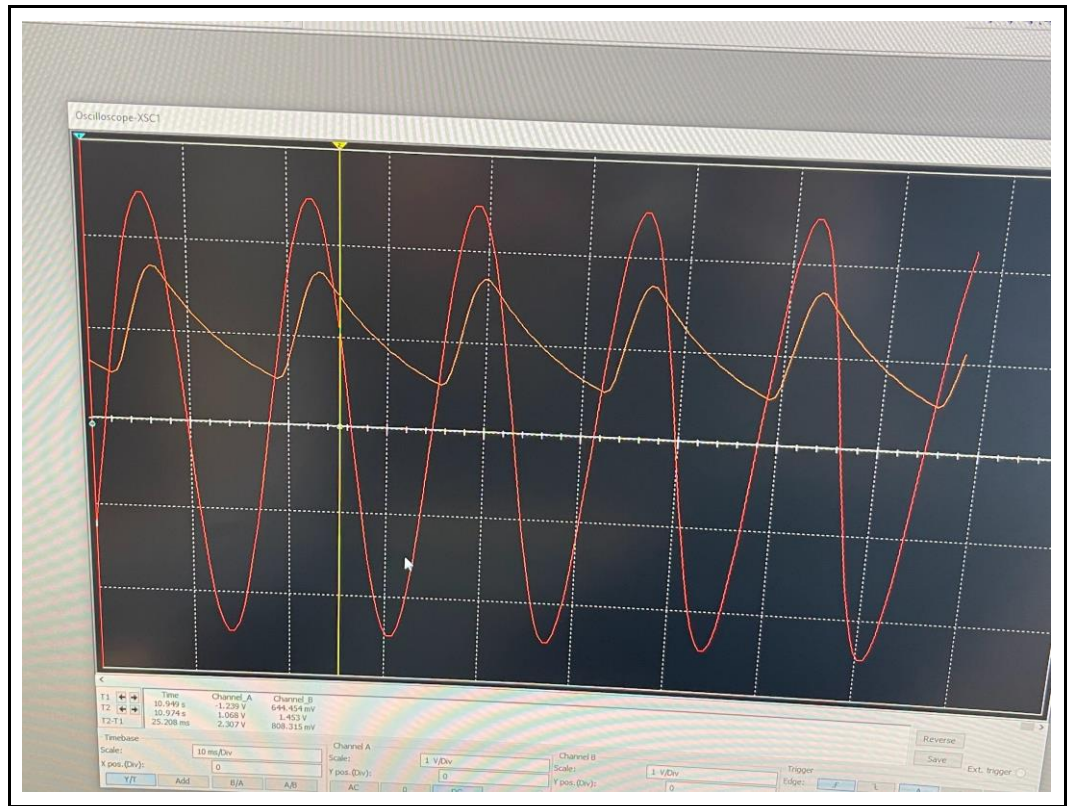 Oscilloscope-XSC1
Time Channel_A Channel_B
T1 10.949 s -1.239 V 644.454 mV
T2 10.974 s 1.068 V 1.453 V
T2-T1 25.208 ms 2.307 V 808.315 mV
Reverse
Save
Ext. trigger
Timebase
Scale: 10 ms/Div
X pos.(Div): 0
Y/T Add B/A A/B
Channel A
Scale: 1 V/Div
Y pos.(Div): 0
AC 0 DC
Channel B
Scale: 1 V/Div
Y pos.(Div): 0
Trigger
Edge: